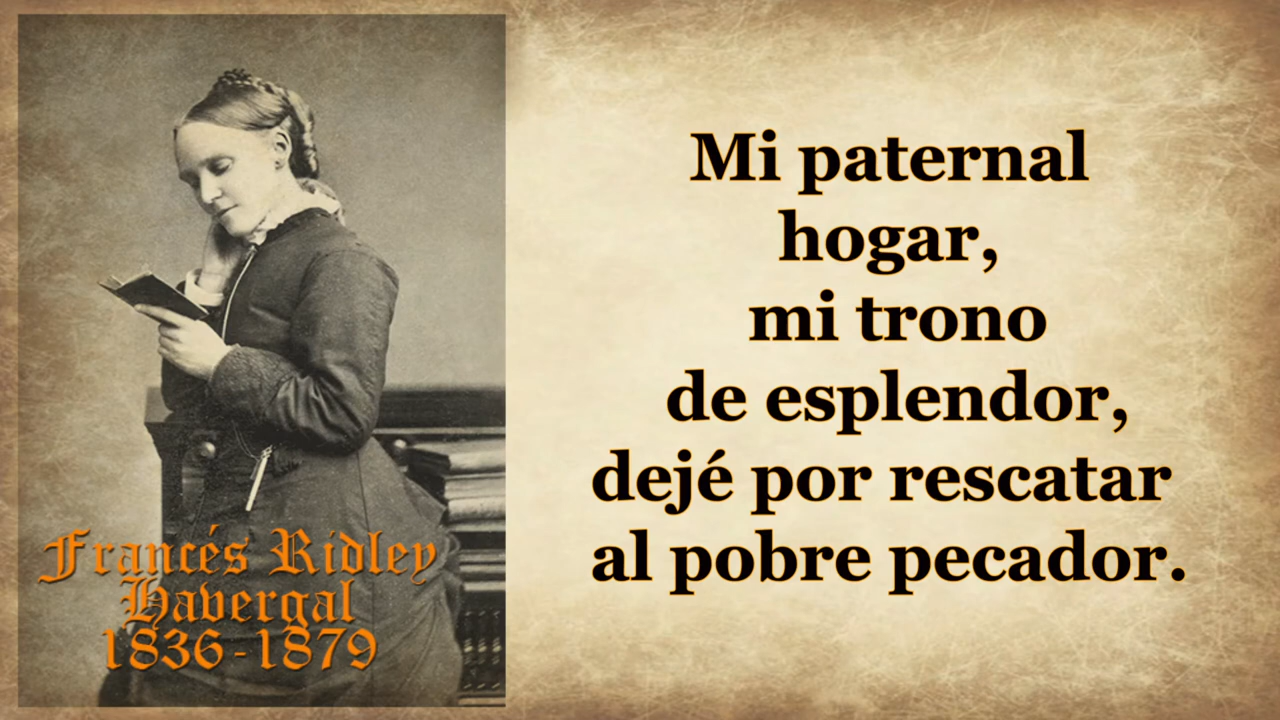 Mi paternal
hogar,
mi trono
de esplendor,
dejé por rescatar
al pobre pecador.
Francés Ridley
Havergal
1836-1879